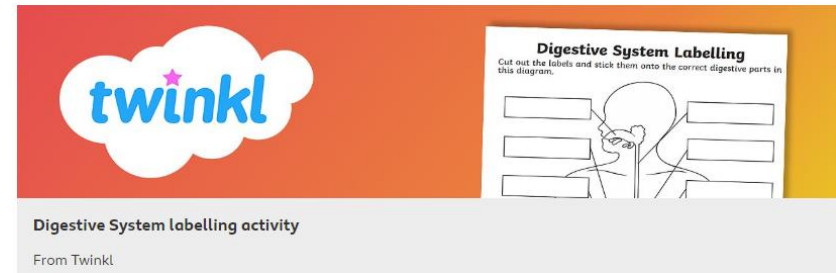 twinkl
Digestive System Labelling
Cut out the labels and stick them onto the correct digestive parts in
this diagram.
Digestive System labelling activity
From Twinkl